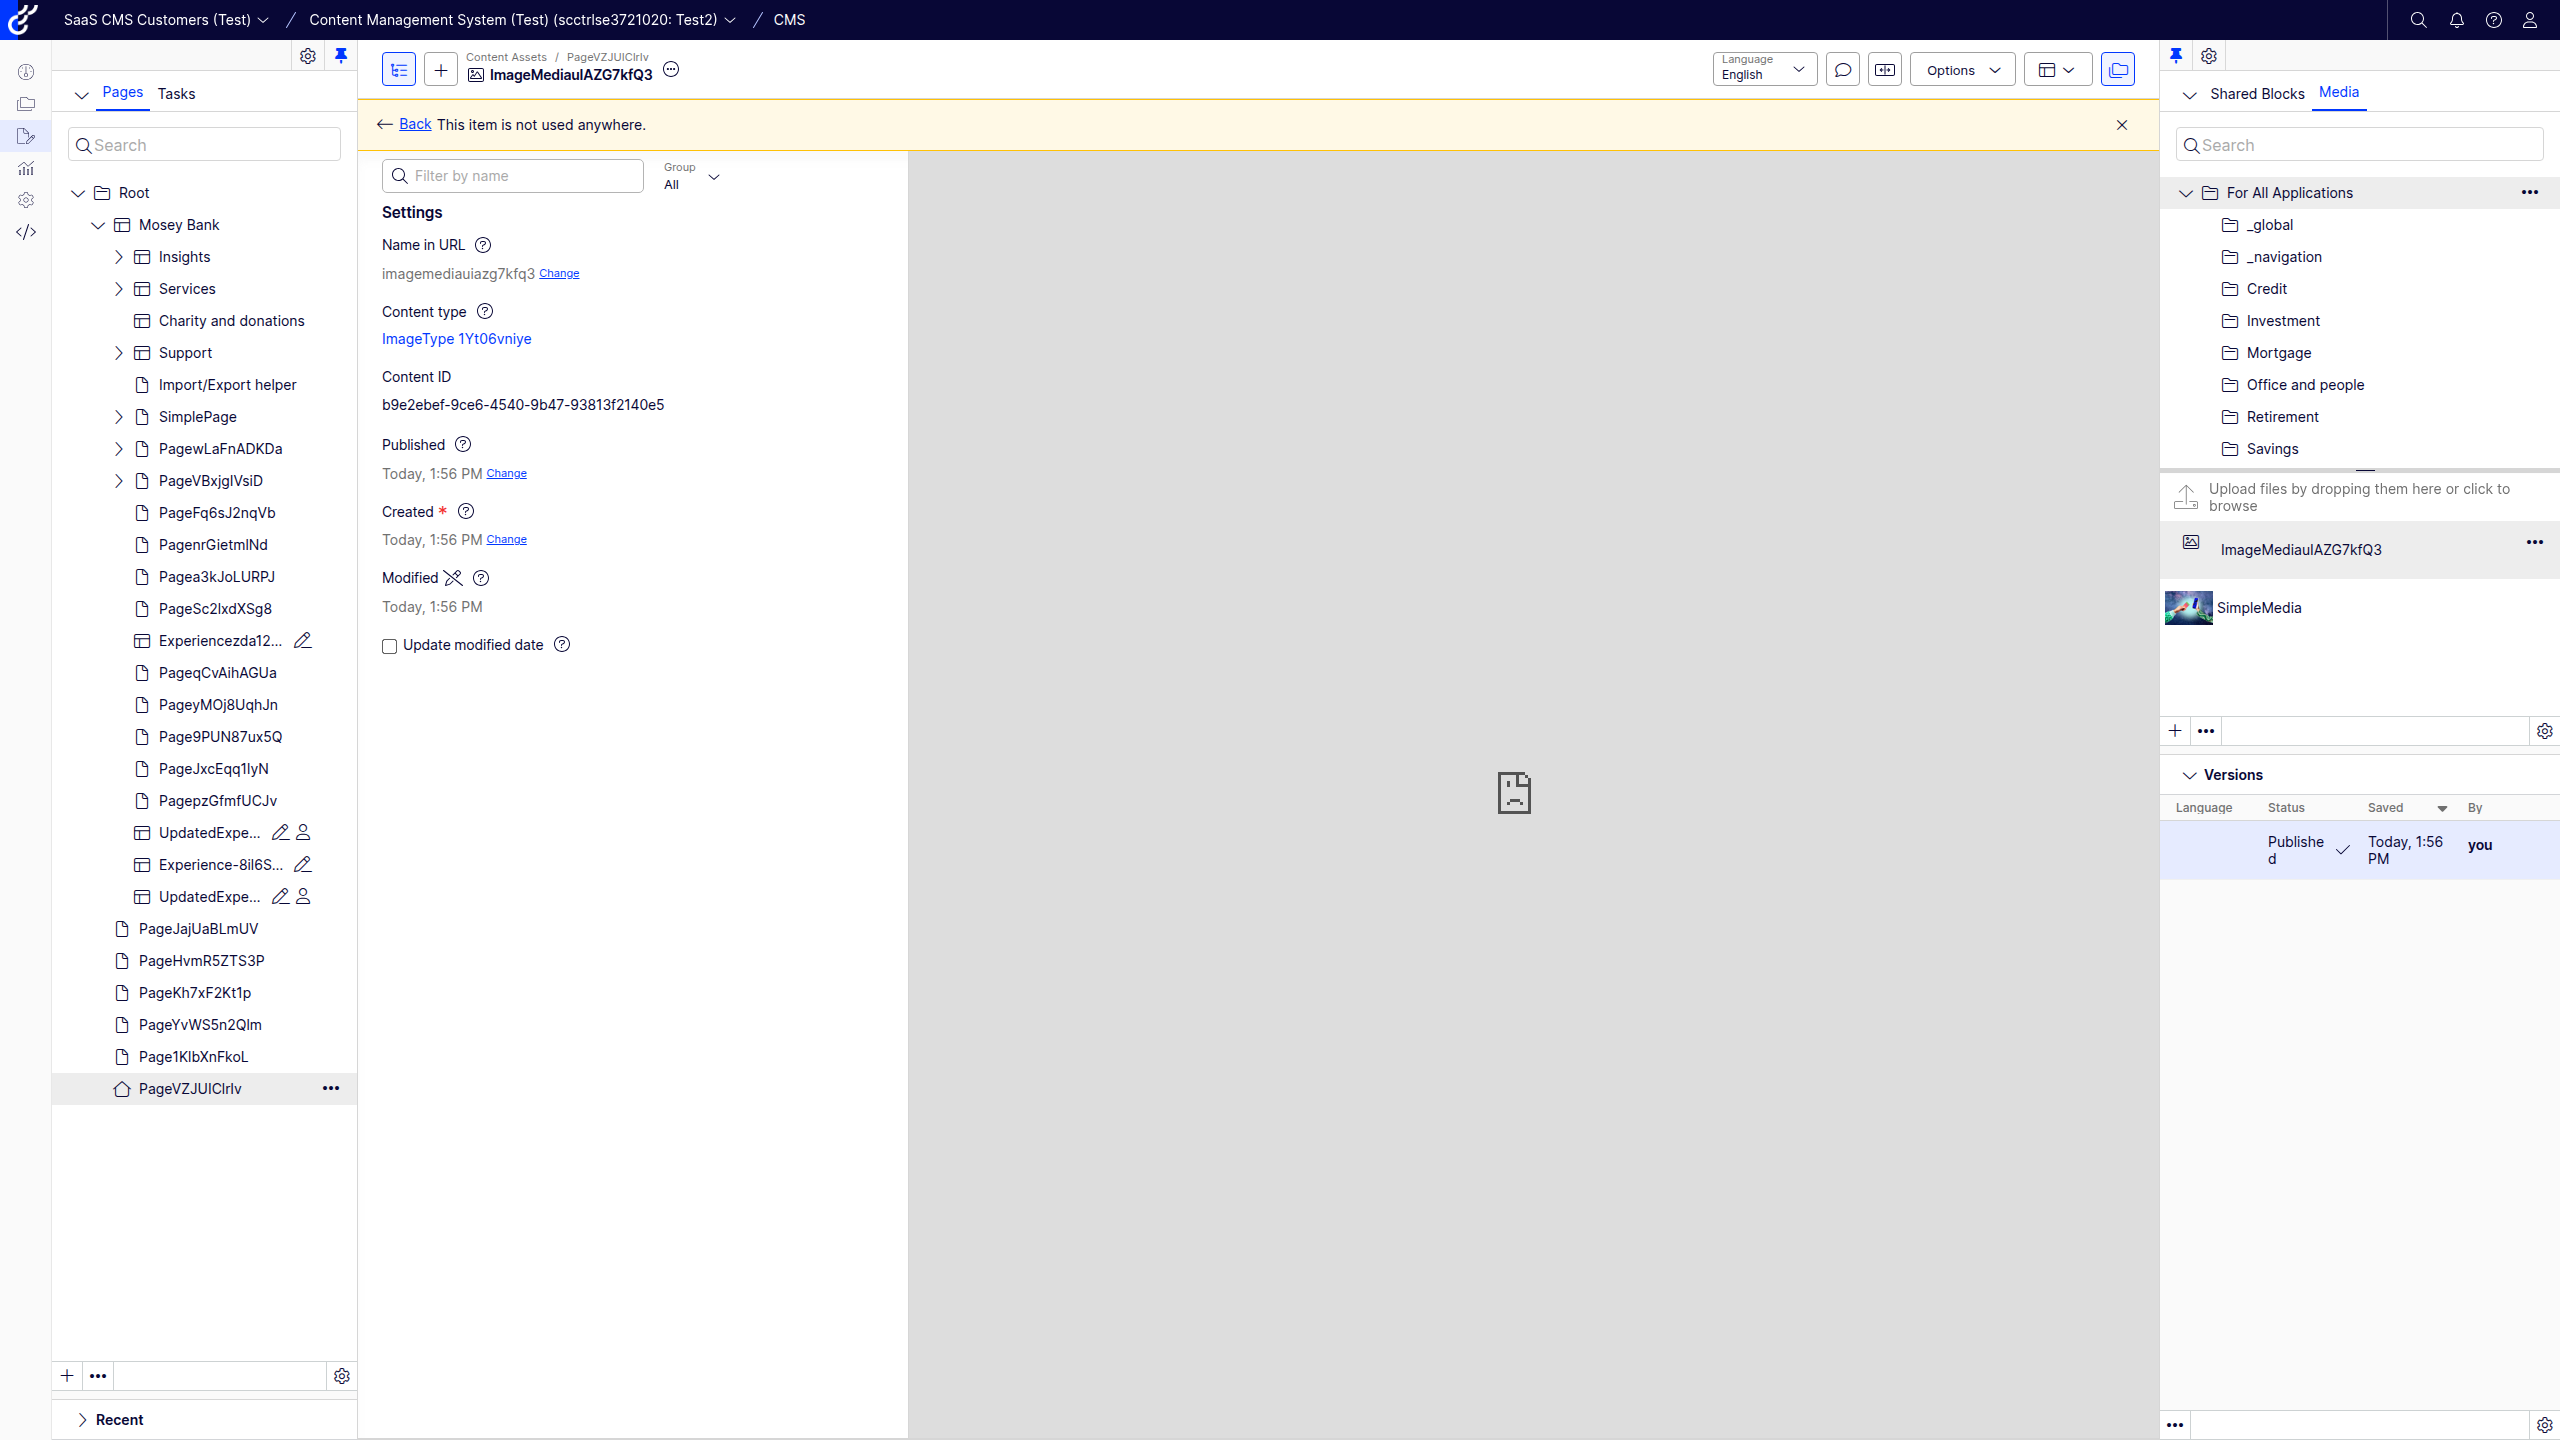 SaaS CMS Customers (Test)
Content Management System (Test) (scctrlse3721020: Test2)
CMS
Pages
Tasks
Search
Root
Mosey Bank
Insights
Services
Charity and donations
Support
Import/Export helper
SimplePage
PagewLaFnADKDa
PageVBxjgIVsiD
PageFq6sJ2nqVb
PagenrGietmlNd
Pagea3kJoLURPJ
PageSc2lxdXSg8
Experiencezda12...
PageqCvAihAGUa
PageyMOj8UqhJn
Page9PUN87ux5Q
PageJxcEqq1lyN
PagepzGfmfUCJv
UpdatedExpe...
Experience-8il6S...
UpdatedExpe...
PageJajUaBLmUV
PageHvmR5ZTS3P
PageKh7xF2Kt1p
PageYvWS5n2Qlm
Page1KlbXnFkoL
PageVZJUIClrIv
Recent
Content Assets / PageVZJUIClrIv
ImageMediauIAZG7kfQ3
Language
English
Options
Back This item is not used anywhere.
Filter by name
Group
All
Settings
Name in URL
imagemediauiazg7kfq3 Change
Content type
ImageType 1Yt06vniye
Content ID
b9e2ebef-9ce6-4540-9b47-93813f2140e5
Published
Today, 1:56 PM Change
Created *
Today, 1:56 PM Change
Modified
Today, 1:56 PM
Update modified date
Shared Blocks
Media
Search
For All Applications
_global
_navigation
Credit
Investment
Mortgage
Office and people
Retirement
Savings
Upload files by dropping them here or click to
browse
ImageMediauIAZG7kfQ3
SimpleMedia
Versions
Language Status Saved By
Publishe
d
Today, 1:56
PM
you